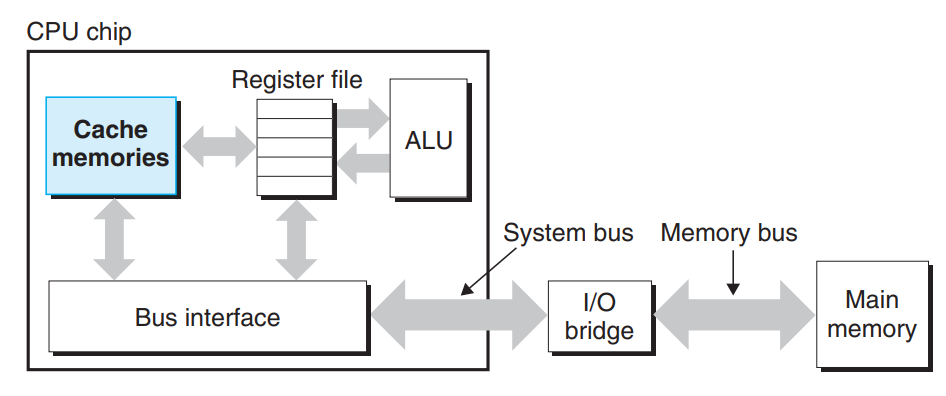 CPU chip
Register file
Cache
memories
ALU
System bus
Memory bus
Bus interface
I/O
bridge
Main
memory